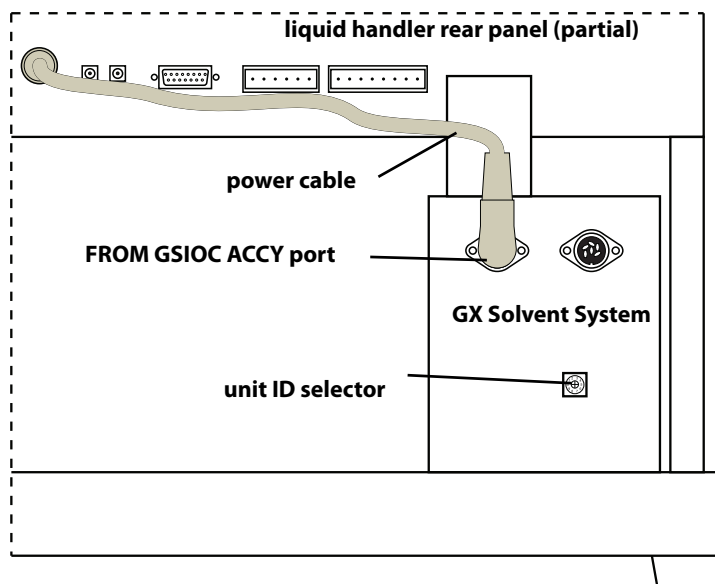 liquid handler rear panel (partial)
power cable
FROM GSIOC ACCY port
GX Solvent System
unit ID selector